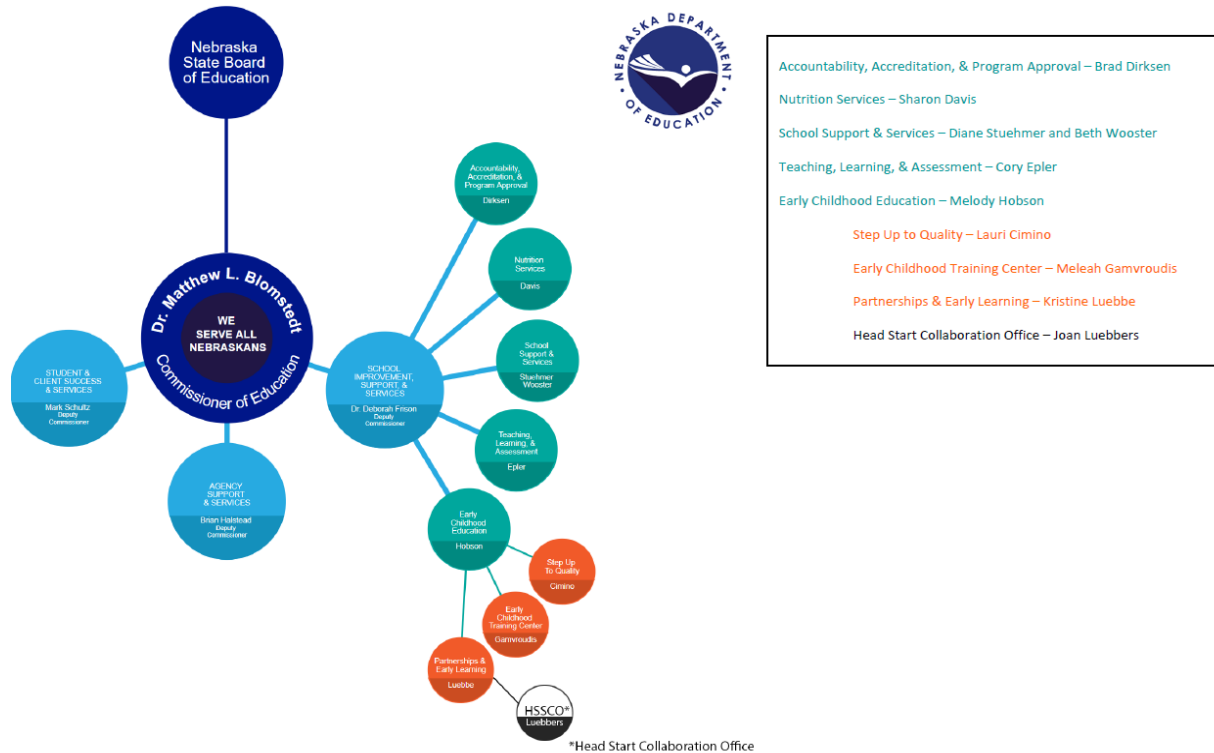 Nebraska
State Board
of Education
NEBRASKA DEPARTMENT
OF EDUCATION
Accountability, Accreditation, & Program Approval – Brad Dirksen
Nutrition Services – Sharon Davis
School Support & Services – Diane Stuehmer and Beth Wooster
Teaching, Learning, & Assessment – Cory Epler
Early Childhood Education – Melody Hobson
Step Up to Quality – Lauri Cimino
Early Childhood Training Center – Meleah Gamvroudis
Partnerships & Early Learning – Kristine Luebbe
Head Start Collaboration Office – Joan Luebbers
Dr. Matthew L. Blomstedt
WE
SERVE ALL
NEBRASKANS
Commissioner of Education
STUDENT &
CLIENT SUCCESS
& SERVICES
Mark Schultz
Deputy
Commissioner
AGENCY
SUPPORT
& SERVICES
Brian Halstead
Deputy
Commissioner
SCHOOL
IMPROVEMENT,
SUPPORT, &
SERVICES
Dr. Deborah Frison
Deputy
Commissioner
Accountability,
Accreditation, &
Program Approval
Dirksen
Nutrition
Services
Davis
School
Support &
Services
Stuehmer
Wooster
Teaching,
Learning, &
Assessment
Epler
Early
Childhood
Education
Hobson
Step Up
To Quality
Cimino
Early
Childhood
Training Center
Gamvroudis
Partnerships &
Early Learning
Luebbe
HSSCO*
Luebbers
*Head Start Collaboration Office